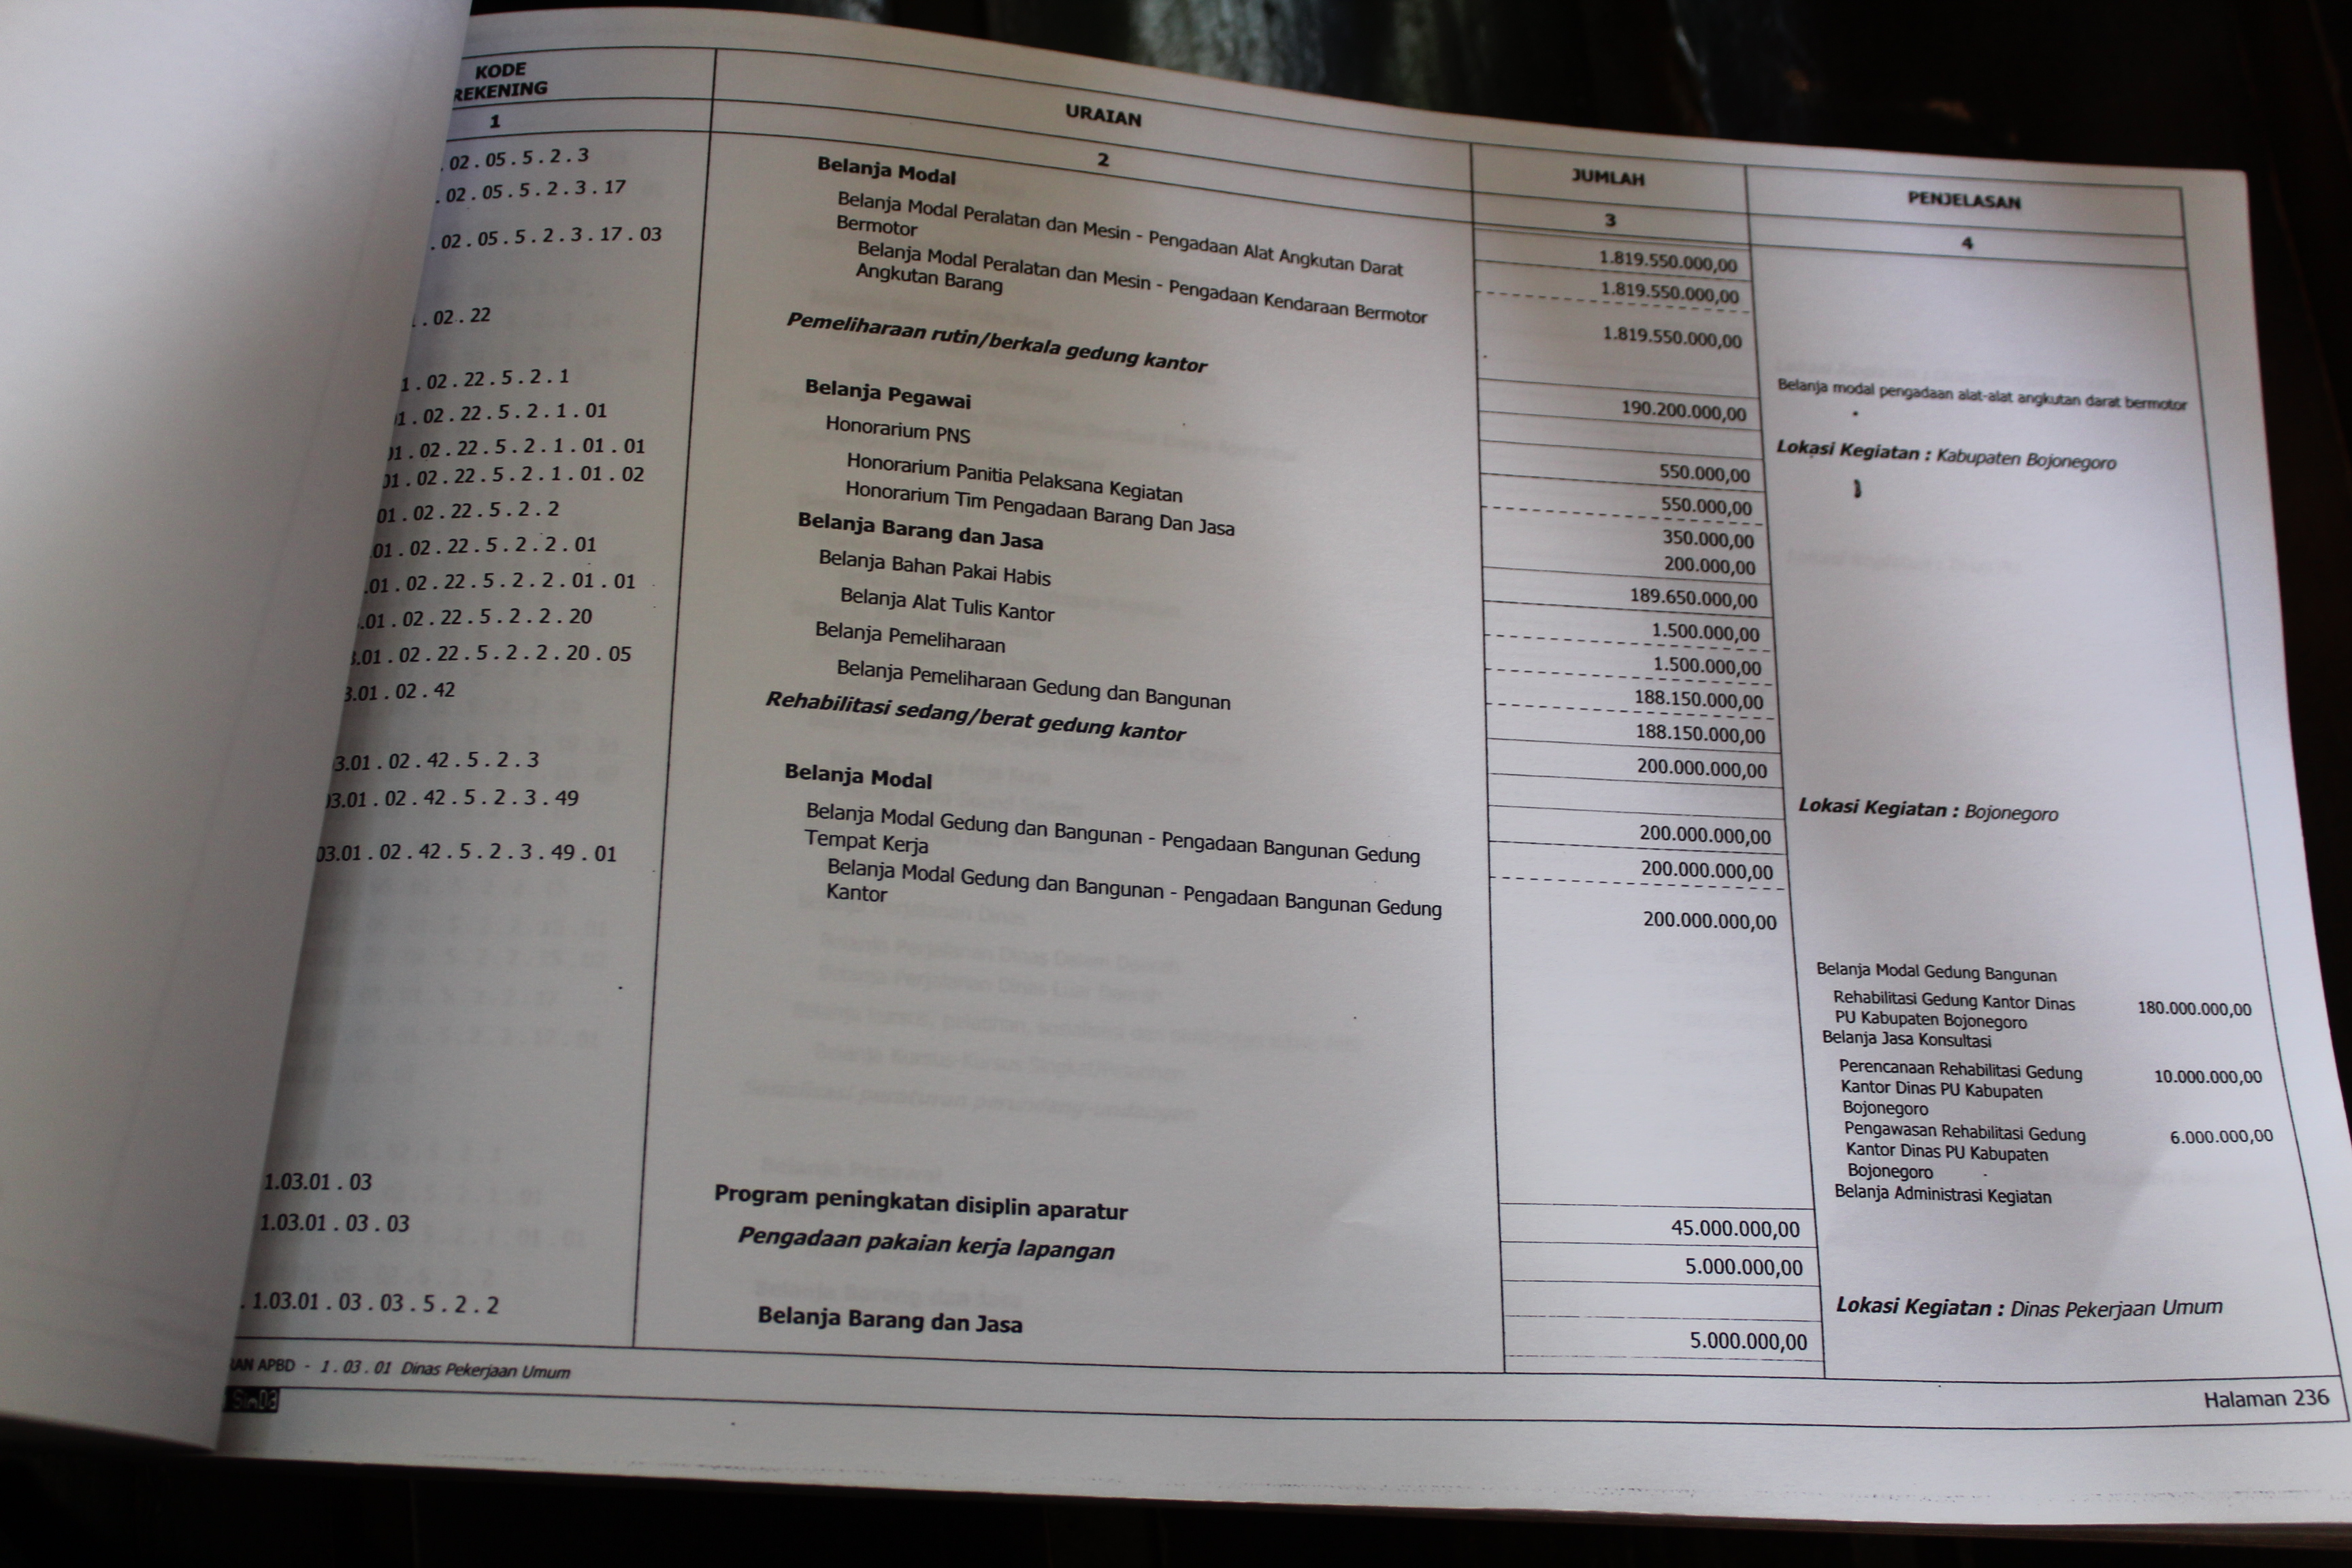 KODE
REKENING
URAIAN
JUMLAH
PENJELASAN
1
2
3
4
. 02 . 05 . 5 . 2 . 3
Belanja Modal
1.819.550.000,00
. 02 . 05 . 5 . 2 . 3 . 17
Belanja Modal Peralatan dan Mesin - Pengadaan Alat Angkutan Darat
Bermotor
1.819.550.000,00
. 02 . 05 . 5 . 2 . 3 . 17 . 03
Belanja Modal Peralatan dan Mesin - Pengadaan Kendaraan Bermotor
Angkutan Barang
1.819.550.000,00
Belanja modal pengadaan alat-alat angkutan darat bermotor
. 02 . 22
Pemeliharaan rutin/berkala gedung kantor
190.200.000,00
Lokasi Kegiatan : Kabupaten Bojonegoro
1 . 02 . 22 . 5 . 2 . 1
Belanja Pegawai
550.000,00
01 . 02 . 22 . 5 . 2 . 1 . 01
Honorarium PNS
550.000,00
01 . 02 . 22 . 5 . 2 . 1 . 01 . 01
Honorarium Panitia Pelaksana Kegiatan
350.000,00
01 . 02 . 22 . 5 . 2 . 1 . 01 . 02
Honorarium Tim Pengadaan Barang Dan Jasa
200.000,00
01 . 02 . 22 . 5 . 2 . 2
Belanja Barang dan Jasa
189.650.000,00
.01 . 02 . 22 . 5 . 2 . 2 . 01
Belanja Bahan Pakai Habis
1.500.000,00
.01 . 02 . 22 . 5 . 2 . 2 . 01 . 01
Belanja Alat Tulis Kantor
1.500.000,00
.01 . 02 . 22 . 5 . 2 . 2 . 20
Belanja Pemeliharaan
188.150.000,00
3.01 . 02 . 22 . 5 . 2 . 2 . 20 . 05
Belanja Pemeliharaan Gedung dan Bangunan
188.150.000,00
3.01 . 02 . 42
Rehabilitasi sedang/berat gedung kantor
200.000.000,00
Lokasi Kegiatan : Bojonegoro
3.01 . 02 . 42 . 5 . 2 . 3
Belanja Modal
200.000.000,00
03.01 . 02 . 42 . 5 . 2 . 3 . 49
Belanja Modal Gedung dan Bangunan - Pengadaan Bangunan Gedung
Tempat Kerja
200.000.000,00
03.01 . 02 . 42 . 5 . 2 . 3 . 49 . 01
Belanja Modal Gedung dan Bangunan - Pengadaan Bangunan Gedung
Kantor
200.000.000,00
Belanja Modal Gedung Bangunan
Rehabilitasi Gedung Kantor Dinas 180.000.000,00
PU Kabupaten Bojonegoro
Belanja Jasa Konsultasi
Perencanaan Rehabilitasi Gedung 10.000.000,00
Kantor Dinas PU Kabupaten
Bojonegoro
Pengawasan Rehabilitasi Gedung 6.000.000,00
Kantor Dinas PU Kabupaten
Bojonegoro
Belanja Administrasi Kegiatan
1.03.01 . 03
Program peningkatan disiplin aparatur
45.000.000,00
1.03.01 . 03 . 03
Pengadaan pakaian kerja lapangan
5.000.000,00
Lokasi Kegiatan : Dinas Pekerjaan Umum
. 1.03.01 . 03 . 03 . 5 . 2 . 2
Belanja Barang dan Jasa
5.000.000,00
RAN APBD - 1 . 03 . 01 Dinas Pekerjaan Umum
Halaman 236